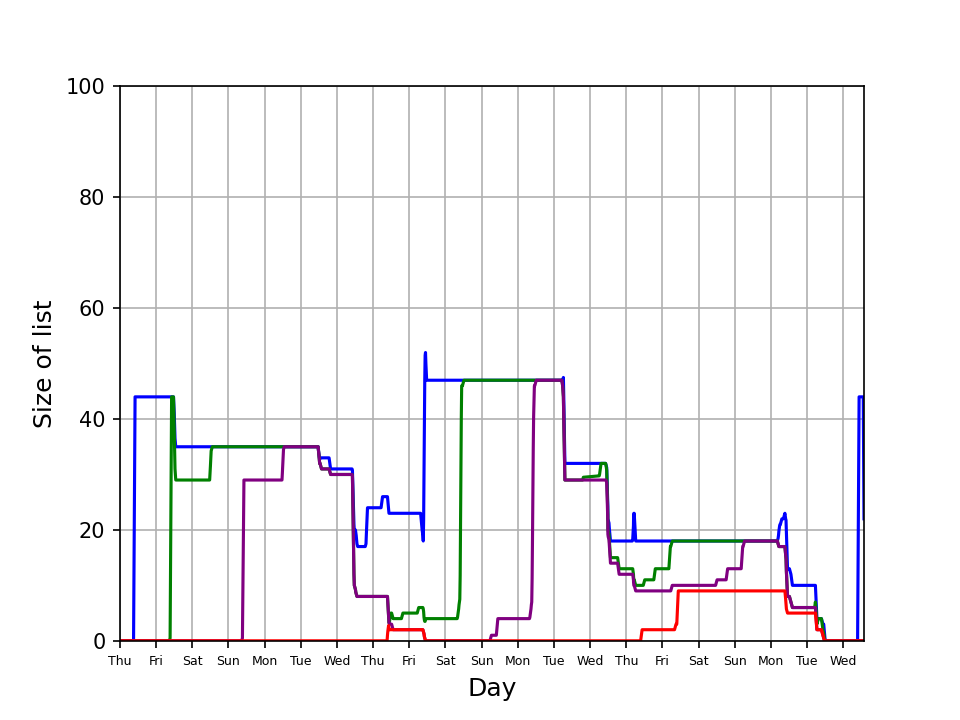 100
80
60
40
20
0
Size of list
Thu Fri Sat Sun Mon Tue Wed Thu Fri Sat Sun Mon Tue Wed Thu Fri Sat Sun Mon Tue Wed
Day